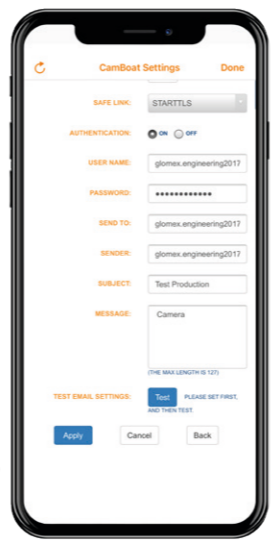 CamBoat Settings Done
SAFE LINK: STARTTLS
AUTHENTICATION: ON OFF
USER NAME: glomex.engineering2017
PASSWORD: ●●●●●●●●●●●●
SEND TO: glomex.engineering2017
SENDER: glomex.engineering2017
SUBJECT: Test Production
MESSAGE: Camera
(THE MAX LENGTH IS 127)
TEST EMAIL SETTINGS: Test PLEASE SET FIRST,
AND THEN TEST.
Apply Cancel Back